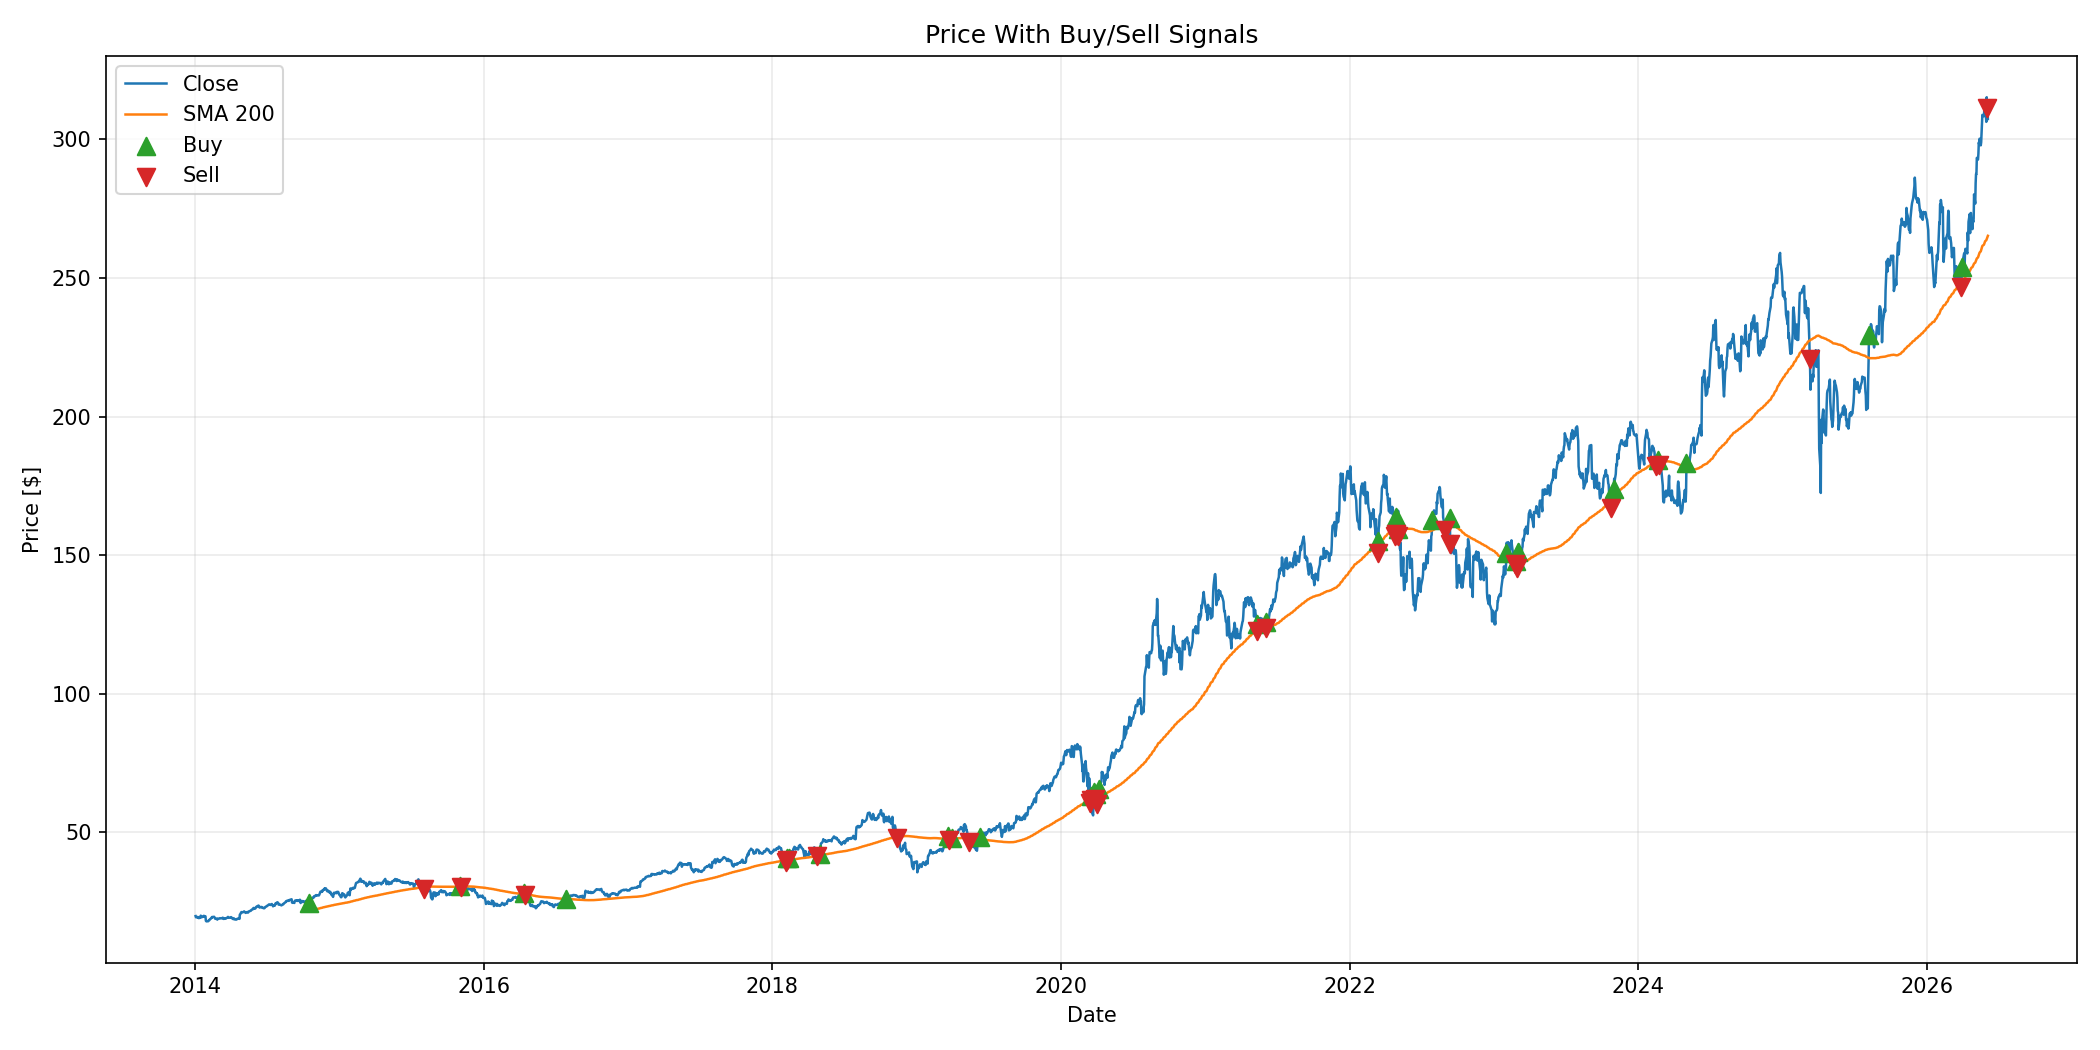 Price With Buy/Sell Signals
Close
SMA 200
Buy
Sell
Price [$]
300
250
200
150
100
50
2014 2016 2018 2020 2022 2024 2026
Date